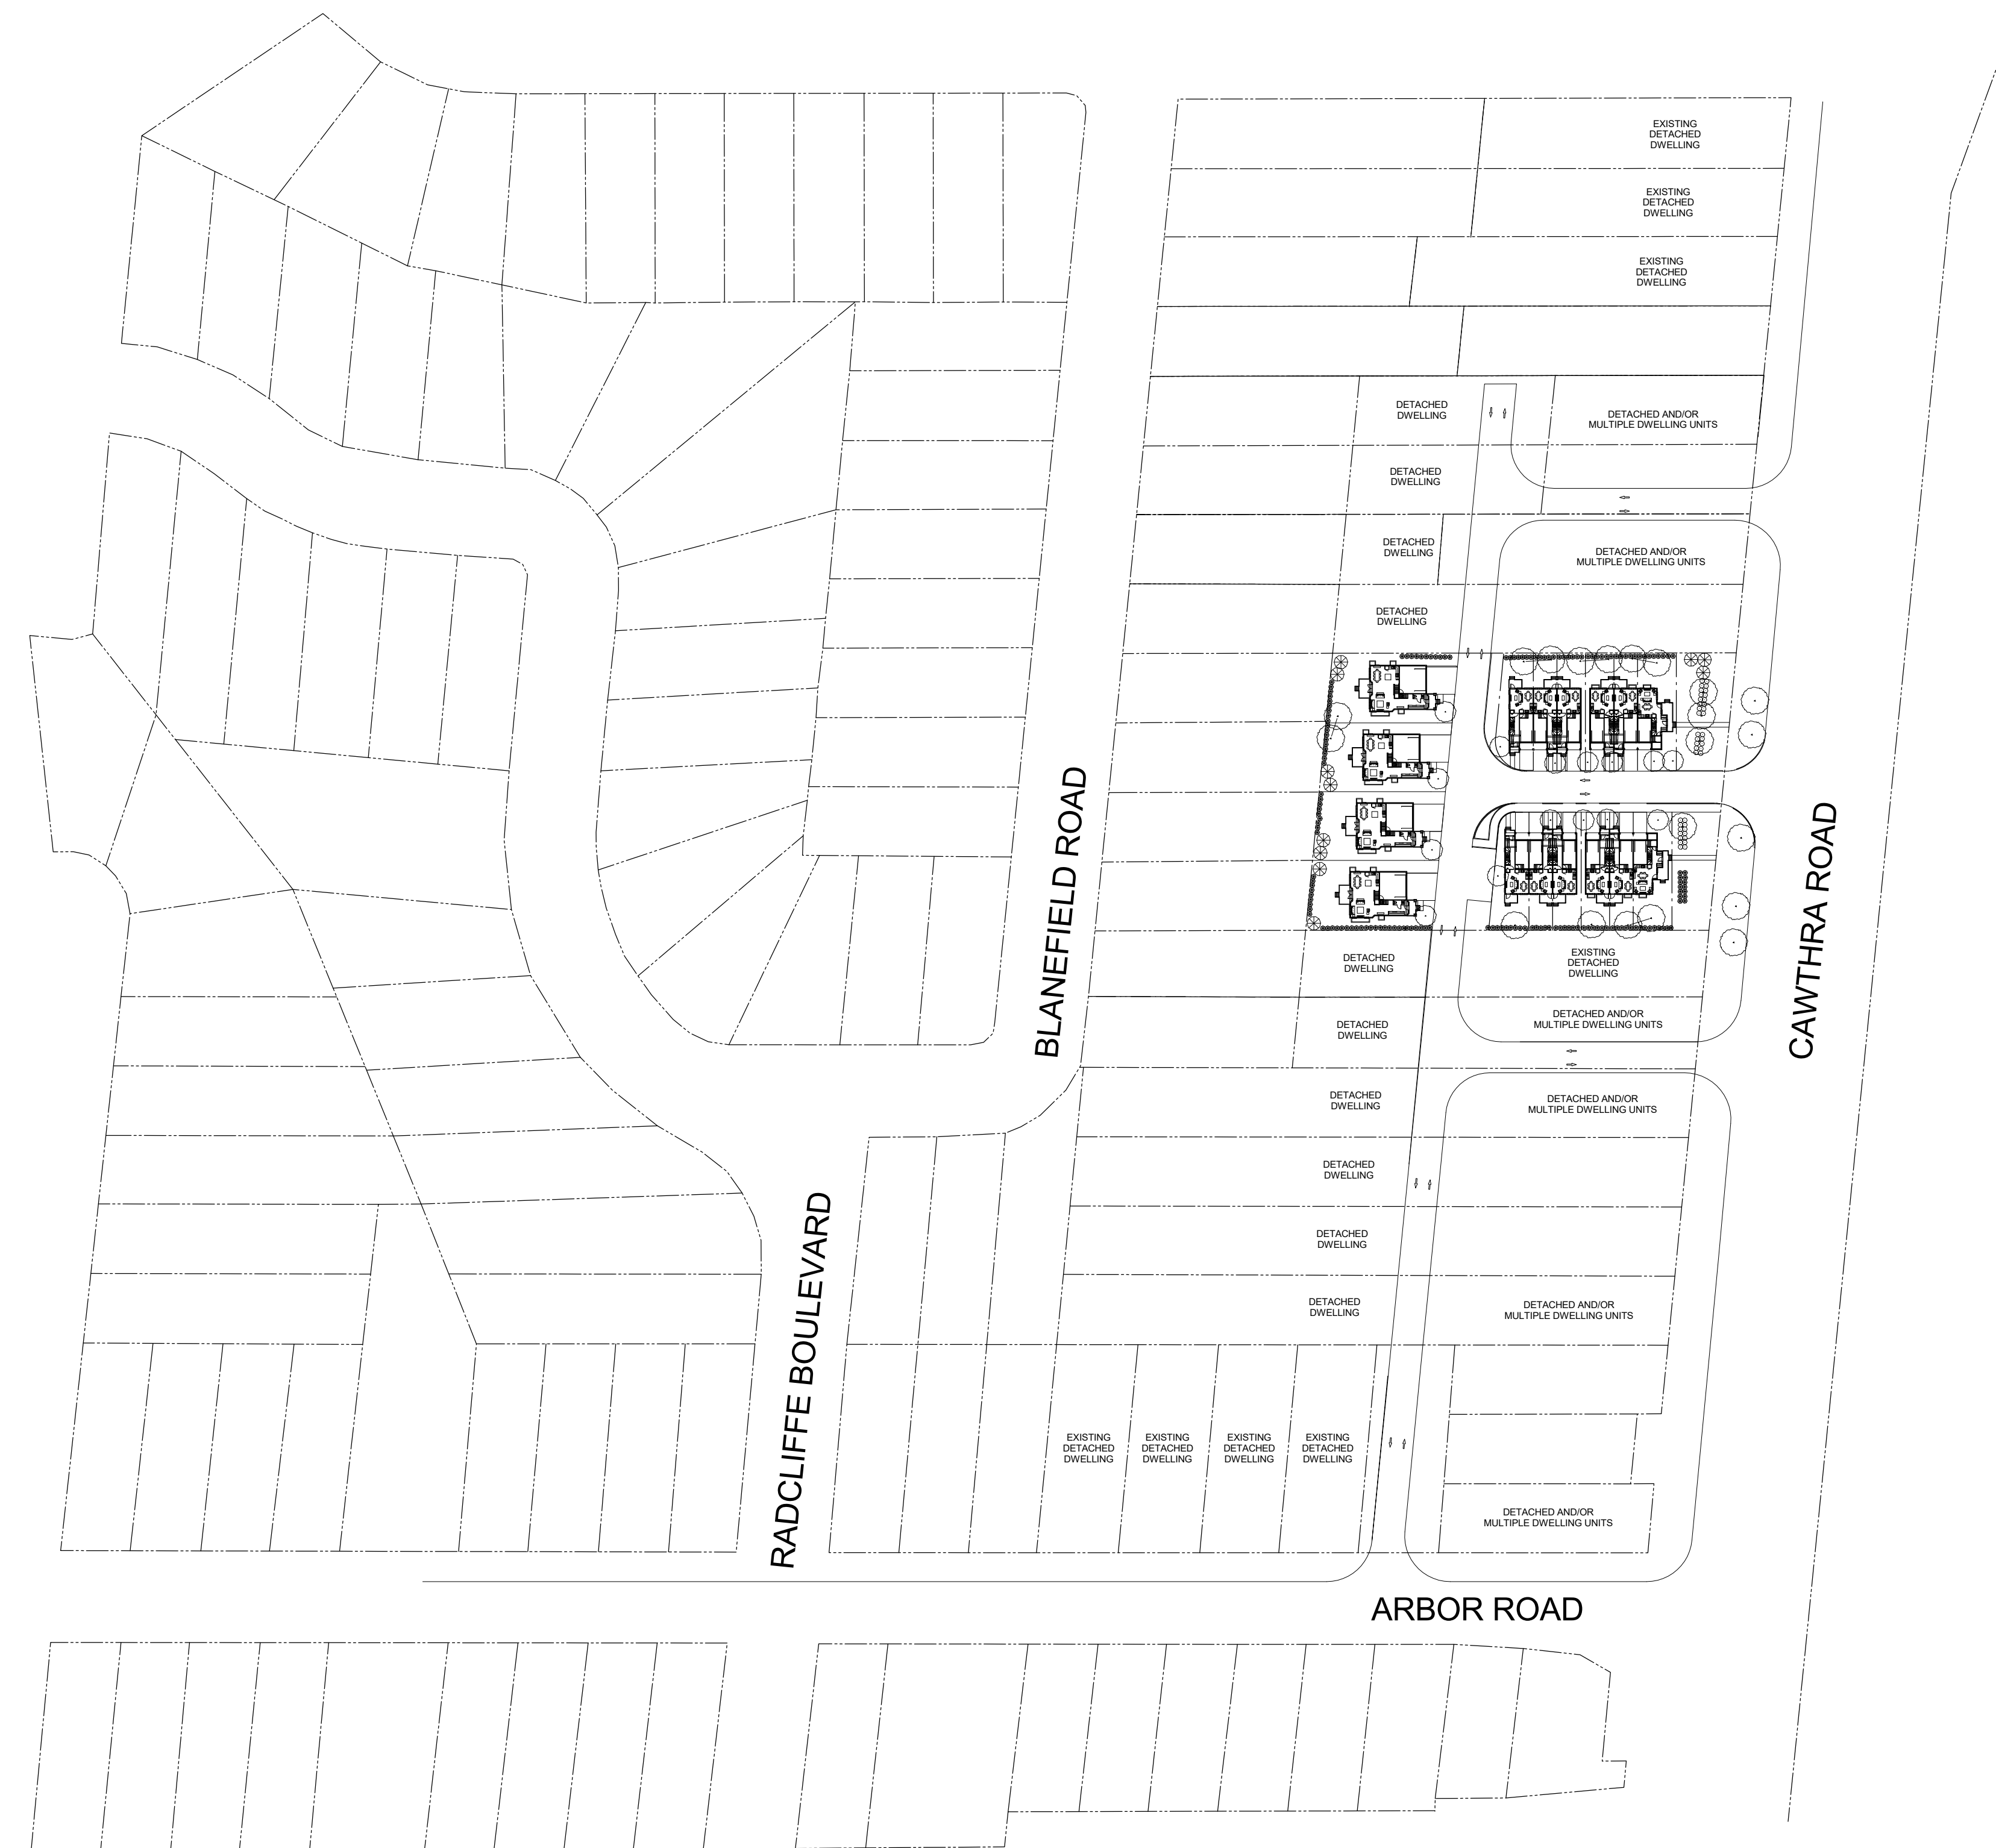 EXISTING
DETACHED
DWELLING
EXISTING
DETACHED
DWELLING
EXISTING
DETACHED
DWELLING
DETACHED
DWELLING
DETACHED AND/OR
MULTIPLE DWELLING UNITS
DETACHED
DWELLING
DETACHED
DWELLING
DETACHED AND/OR
MULTIPLE DWELLING UNITS
DETACHED
DWELLING
BLANEFIELD ROAD
CAWTHRA ROAD
DETACHED
DWELLING
EXISTING
DETACHED
DWELLING
DETACHED
DWELLING
DETACHED AND/OR
MULTIPLE DWELLING UNITS
DETACHED
DWELLING
DETACHED AND/OR
MULTIPLE DWELLING UNITS
DETACHED
DWELLING
RADCLIFFE BOULEVARD
DETACHED
DWELLING
DETACHED
DWELLING
DETACHED AND/OR
MULTIPLE DWELLING UNITS
EXISTING
DETACHED
DWELLING
EXISTING
DETACHED
DWELLING
EXISTING
DETACHED
DWELLING
EXISTING
DETACHED
DWELLING
DETACHED AND/OR
MULTIPLE DWELLING UNITS
ARBOR ROAD